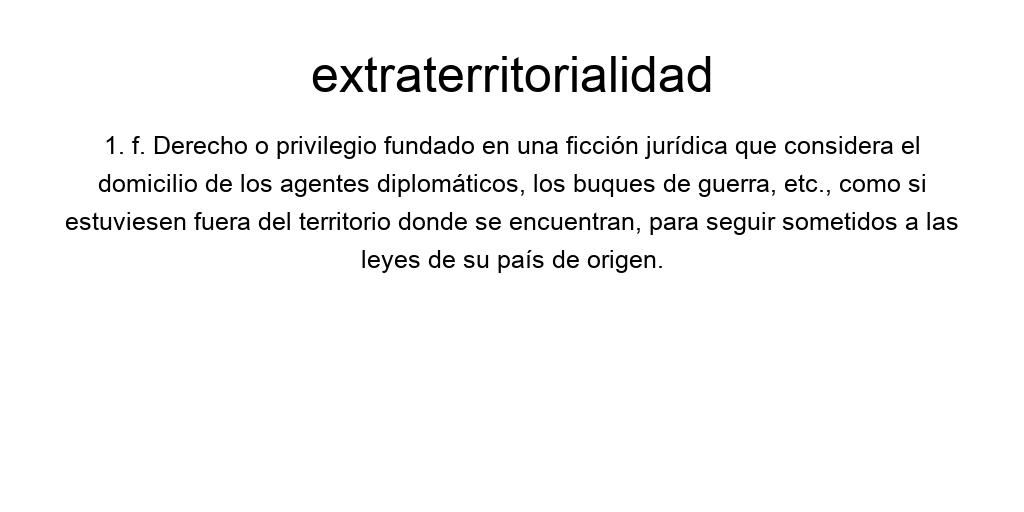 extraterritorialidad
1. f. Derecho o privilegio fundado en una ficción jurídica que considera el
domicilio de los agentes diplomáticos, los buques de guerra, etc., como si
estuviesen fuera del territorio donde se encuentran, para seguir sometidos a las
leyes de su país de origen.